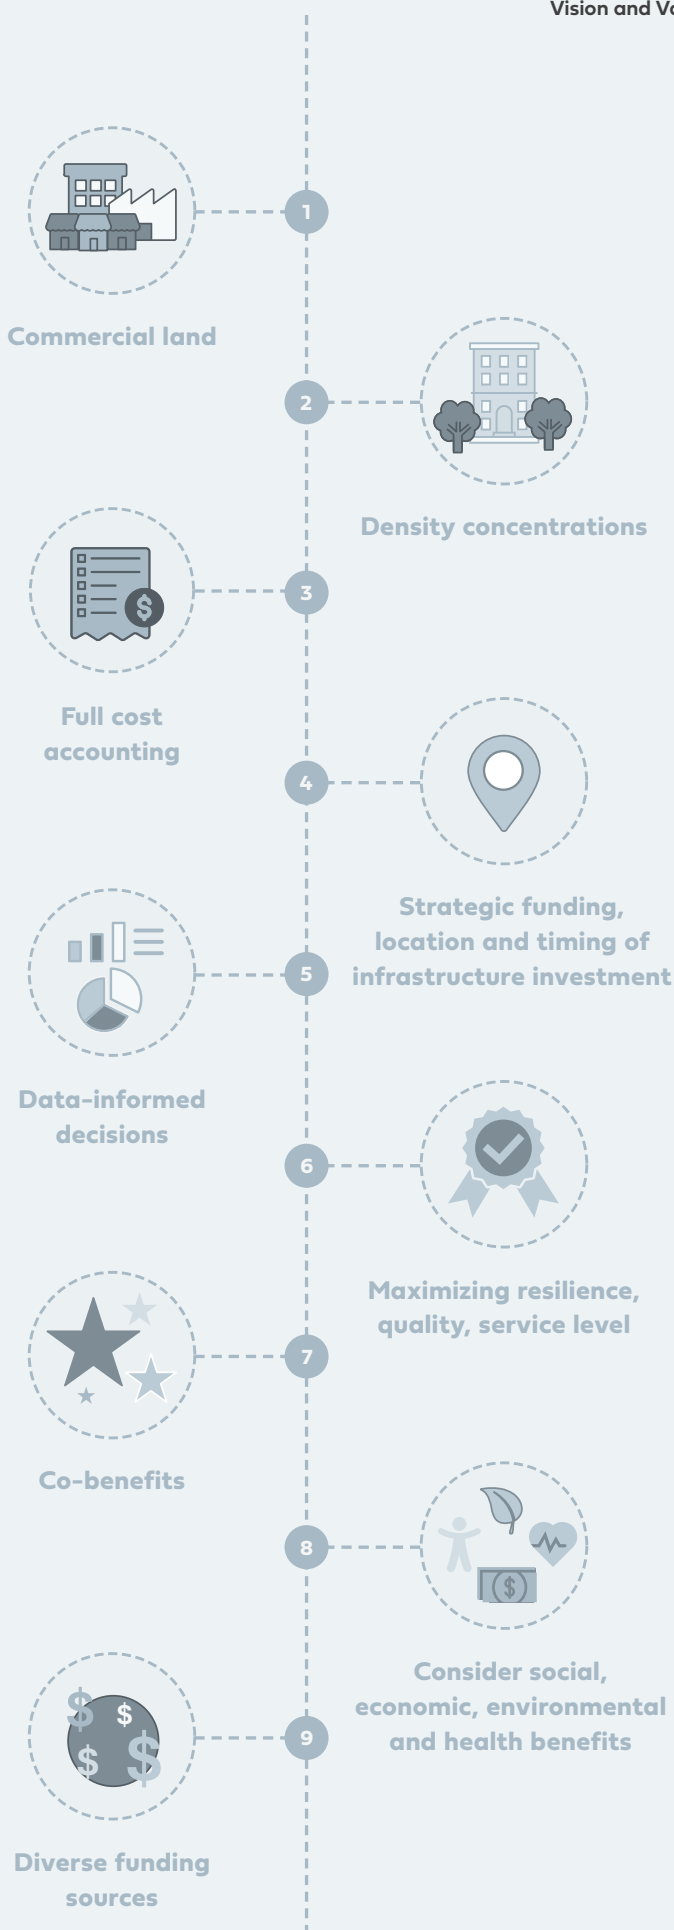 Vision and
1
Commercial land
2
Density concentrations
3
$
Full cost
accounting
4
Strategic funding,
location and timing of
infrastructure investment
5
Data-informed
decisions
6
Maximizing resilience,
quality, service level
7
Co-benefits
8
$
Consider social,
economic, environmental
and health benefits
9
$ $
$ $
Diverse funding
sources